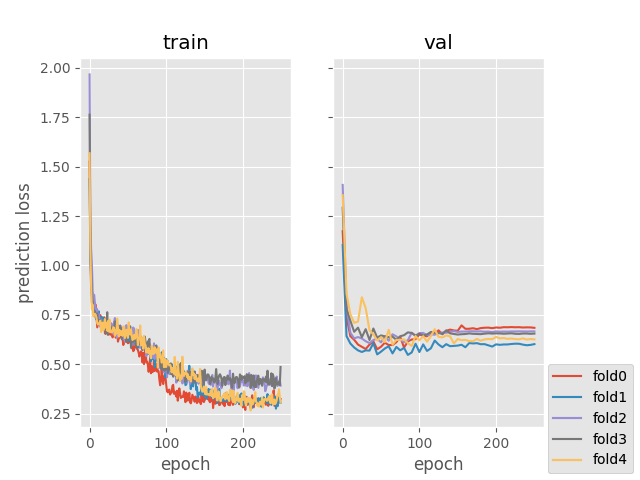 train
val
2.00
1.75
1.50
1.25
1.00
0.75
0.50
0.25
prediction loss
0
100
200
0
100
200
epoch
epoch
fold0
fold1
fold2
fold3
fold4